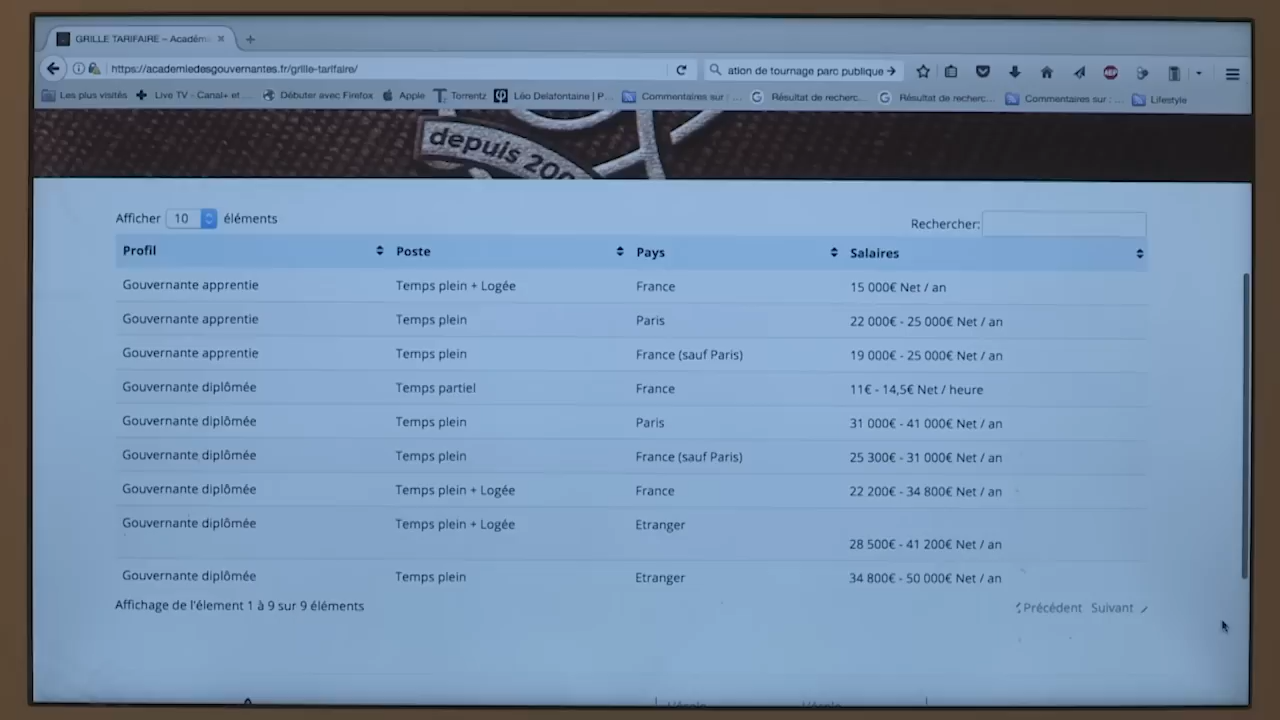 GRILLE TARIFAIRE – Académ
https://academiedesgouvernantes.fr/grille-tarifaire/
ation de tournage parc publique
Les plus visités
Live TV - Canal+ et ...
Débuter avec Firefox
Apple
Torrentz
Léo Delafontaine | P...
Commentaires sur : ...
Résultat de recherc...
Résultat de recherc...
Commentaires sur : ...
Lifestyle
depuis 200
Afficher 10 éléments
Rechercher:
Profil Poste Pays Salaires
Gouvernante apprentie Temps plein + Logée France 15 000€ Net / an
Gouvernante apprentie Temps plein Paris 22 000€ - 25 000€ Net / an
Gouvernante apprentie Temps plein France (sauf Paris) 19 000€ - 25 000€ Net / an
Gouvernante diplômée Temps partiel France 11€ - 14,5€ Net / heure
Gouvernante diplômée Temps plein Paris 31 000€ - 41 000€ Net / an
Gouvernante diplômée Temps plein France (sauf Paris) 25 300€ - 31 000€ Net / an
Gouvernante diplômée Temps plein + Logée France 22 200€ - 34 800€ Net / an
Gouvernante diplômée Temps plein + Logée Etranger 28 500€ - 41 200€ Net / an
Gouvernante diplômée Temps plein Etranger 34 800€ - 50 000€ Net / an
Affichage de l'élement 1 à 9 sur 9 éléments
Précédent Suivant